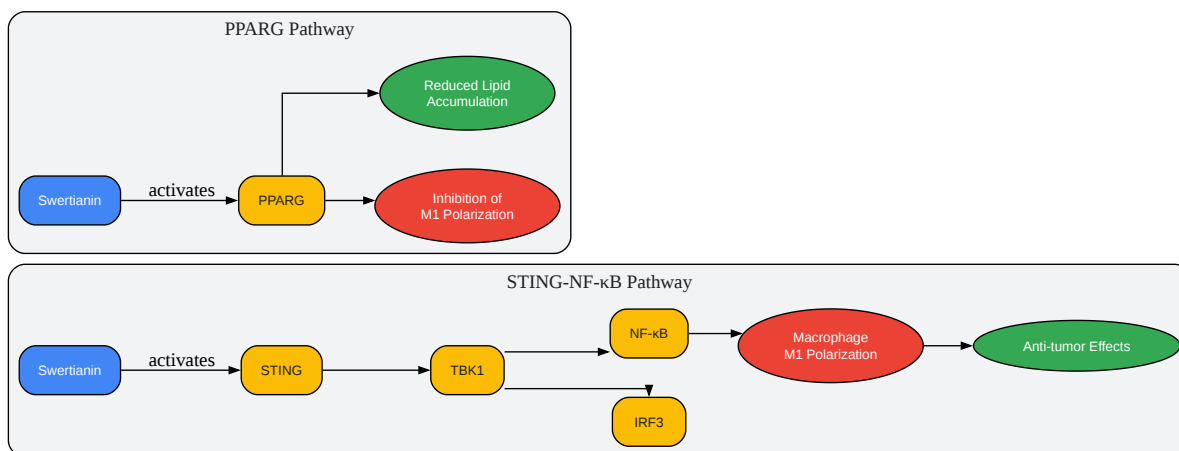 PPARG Pathway
Reduced Lipid
Accumulation
Swertianin
activates
PPARG
Inhibition of
M1 Polarization
STING-NF-κB Pathway
Swertianin
activates
STING
TBK1
NF-κB
IRF3
Macrophage
M1 Polarization
Anti-tumor Effects